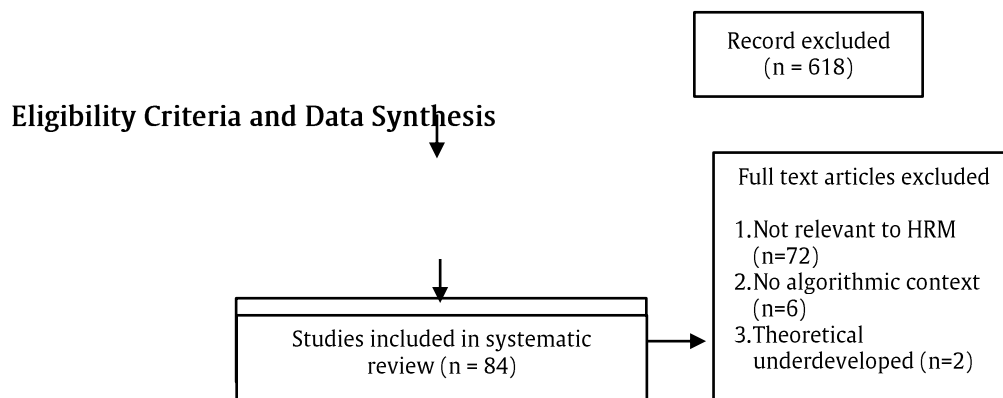 Record excluded
(n = 618)
Eligibility Criteria and Data Synthesis
Full text articles excluded
1.Not relevant to HRM
(n=72)
2.No algorithmic context
(n=6)
3.Theoretical
underdeveloped (n=2)
Studies included in systematic
review (n = 84)